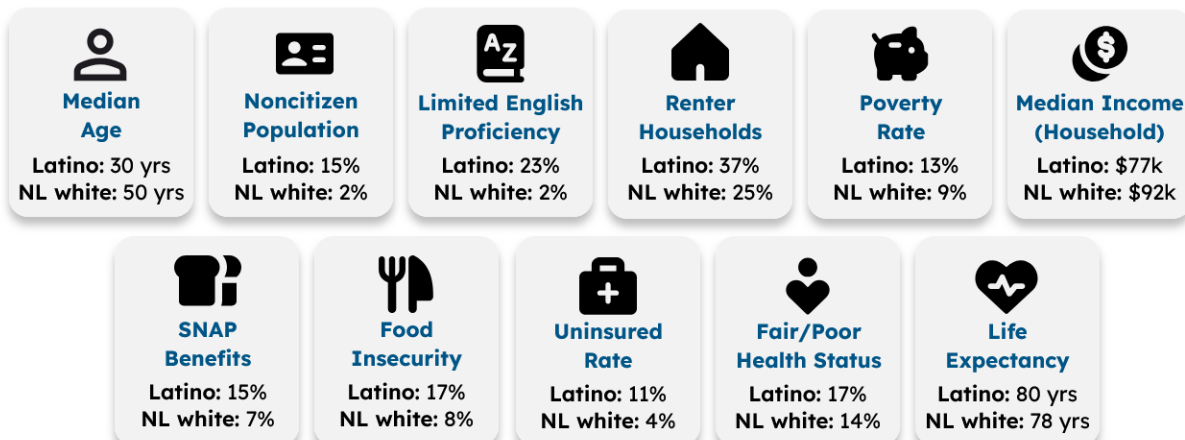 AZ
Median
Age
Latino: 30 yrs
NL white: 50 yrs
Noncitizen
Population
Latino: 15%
NL white: 2%
Limited English
Proficiency
Latino: 23%
NL white: 2%
Renter
Households
Latino: 37%
NL white: 25%
Poverty
Rate
Latino: 13%
NL white: 9%
$
Median Income
(Household)
Latino: $77k
NL white: $92k
SNAP
Benefits
Latino: 15%
NL white: 7%
Food
Insecurity
Latino: 17%
NL white: 8%
Uninsured
Rate
Latino: 11%
NL white: 4%
Fair/Poor
Health Status
Latino: 17%
NL white: 14%
Life
Expectancy
Latino: 80 yrs
NL white: 78 yrs